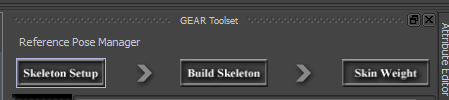 GEAR Toolset
Reference Pose Manager
Skeleton Setup
Build Skeleton
Skin Weight
Attribute Editor